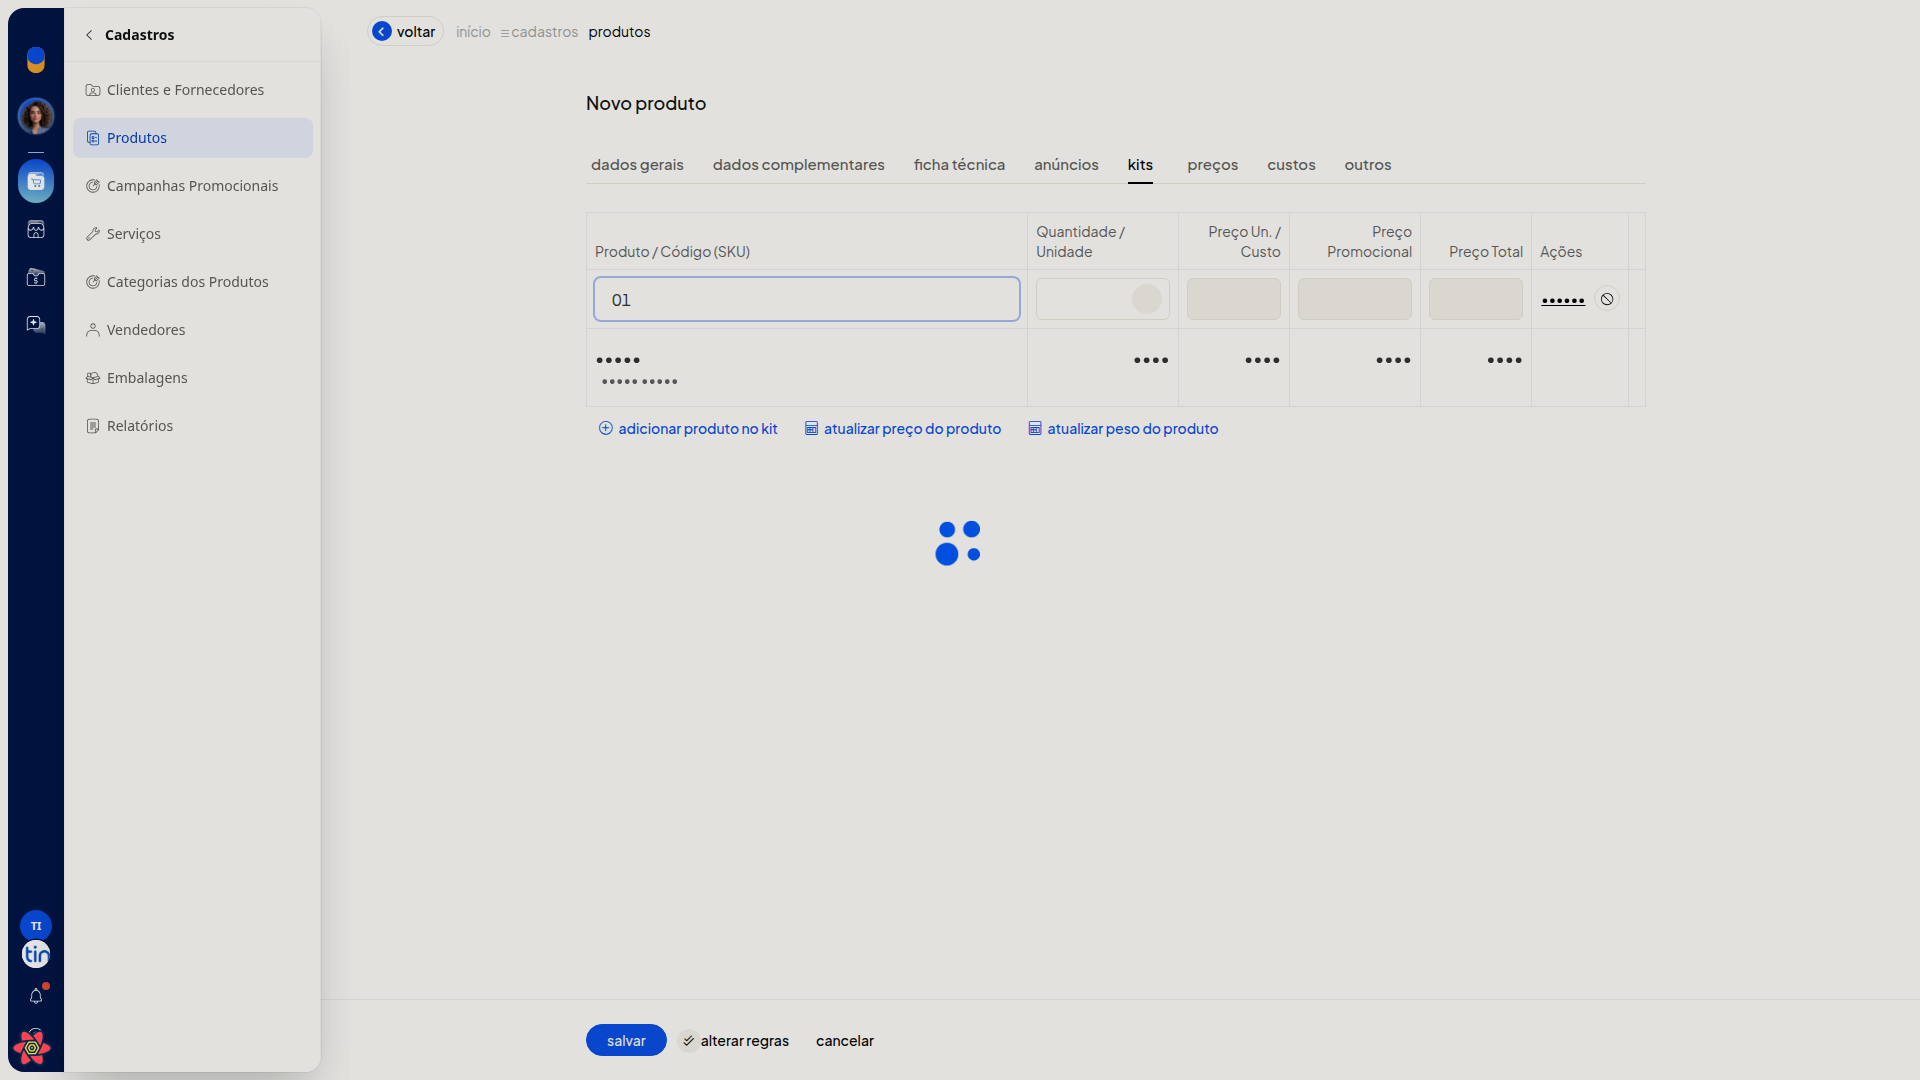 Cadastros
Clientes e Fornecedores
Produtos
Campanhas Promocionais
Serviços
Categorias dos Produtos
Vendedores
Embalagens
Relatórios
TI
tin
voltar início cadastros produtos
Novo produto
dados gerais dados complementares ficha técnica anúncios kits preços custos outros
Produto / Código (SKU) Quantidade / Unidade Preço Un. / Custo Preço Promocional Preço Total Ações
01
adicionar produto no kit atualizar preço do produto atualizar peso do produto
salvar alterar regras cancelar